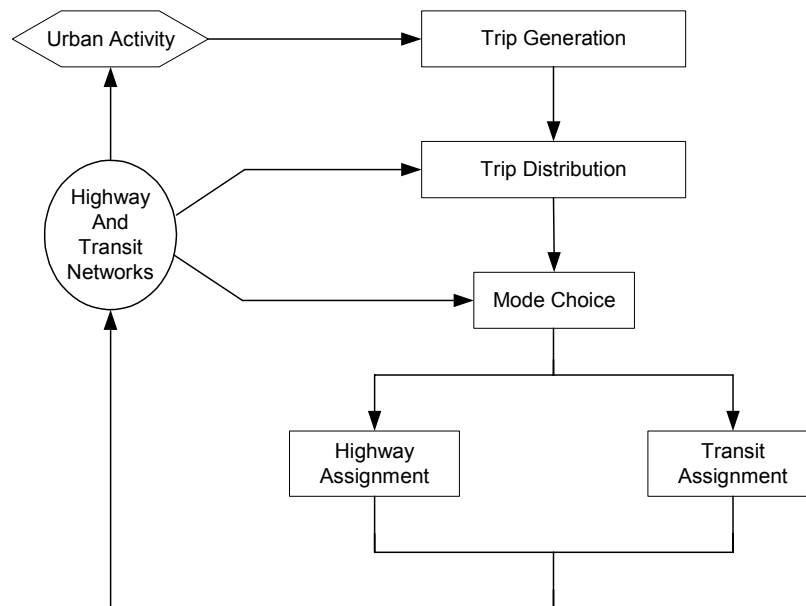 Urban Activity
Trip Generation
Trip Distribution
Highway
And
Transit
Networks
Mode Choice
Highway
Assignment
Transit
Assignment